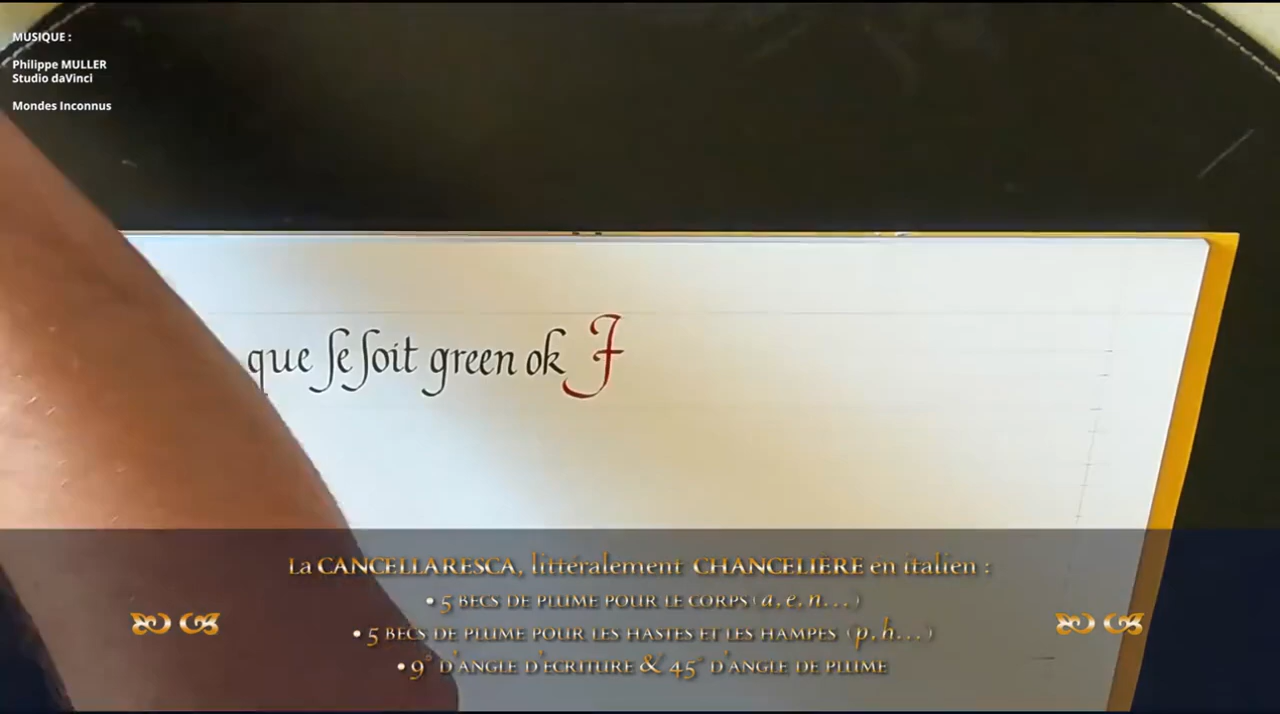 MUSIQUE :
Philippe MULLER
Studio daVinci
Mondes Inconnus
que ſe ſoit green ok J
La CANCELLARESCA, littéralement CHANCELIÈRE en italien :
• 5 BECS DE PLUME POUR LE CORPS (a, e, n...)
• 5 BECS DE PLUME POUR LES HASTES ET LES HAMPES (p, h...)
• 9° D'ANGLE D'ÉCRITURE & 45° D'ANGLE DE PLUME